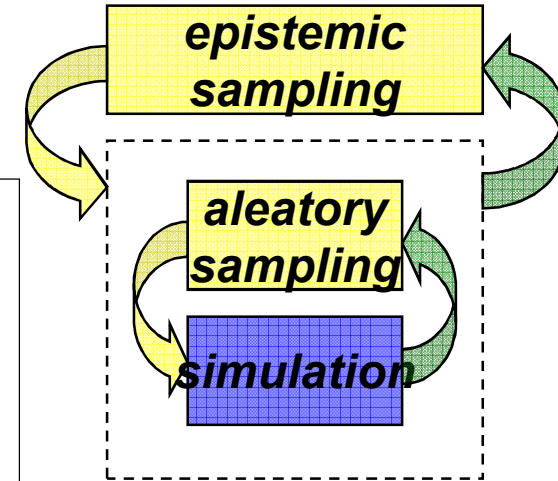 epistemic
sampling
aleatory
sampling
simulation